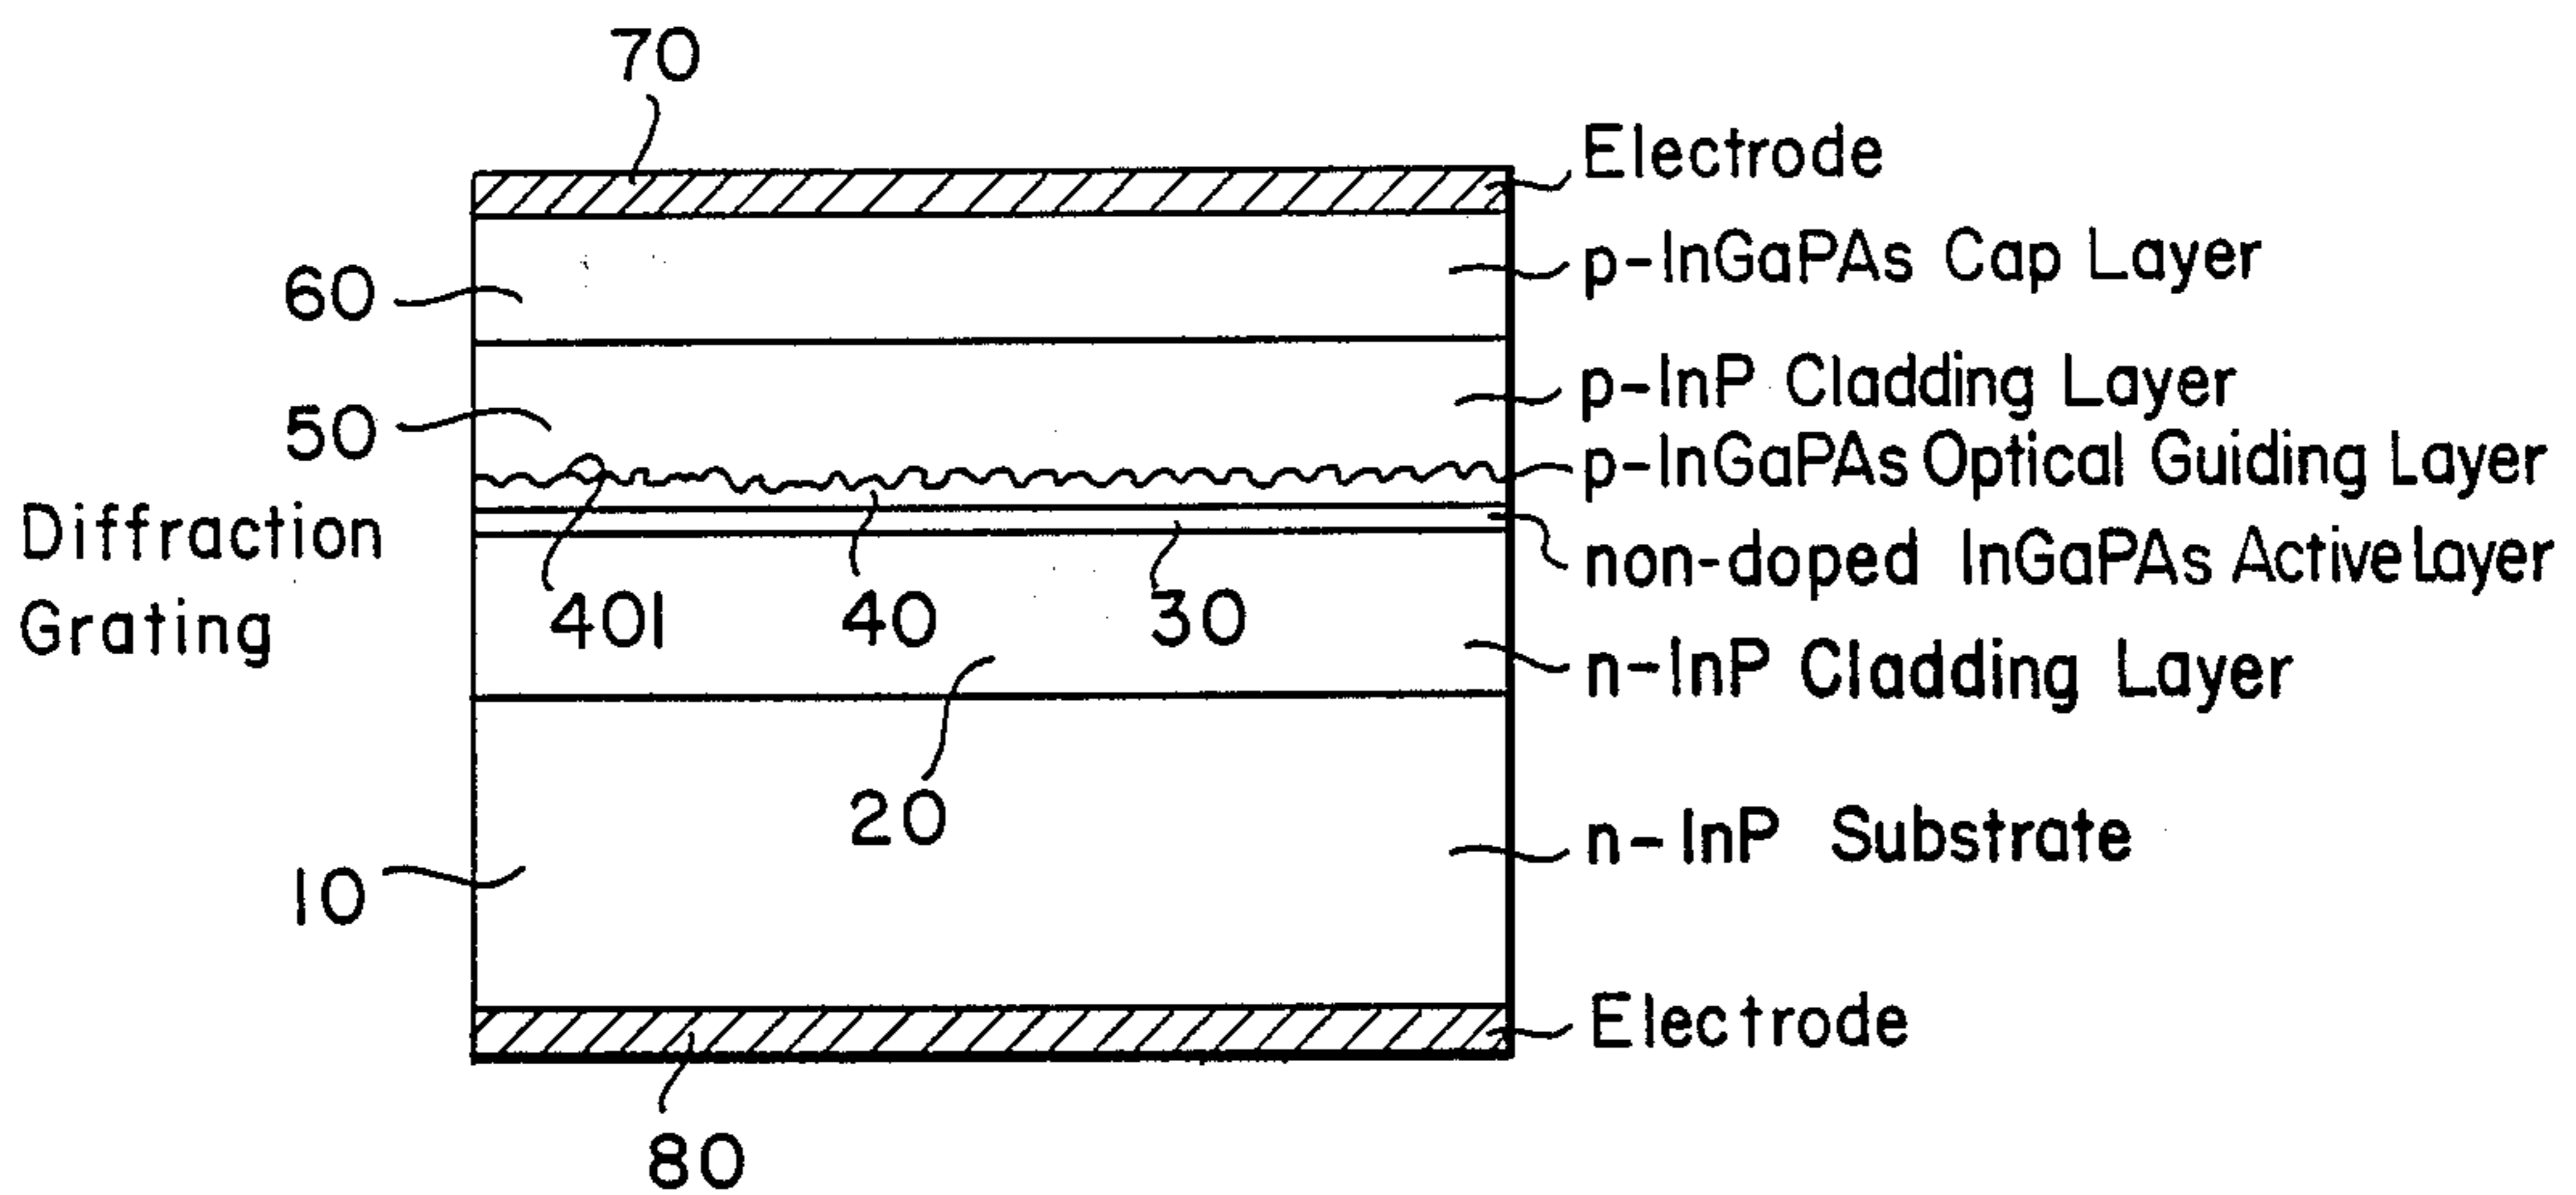 70
Electrode
60
p-InGaPAs Cap Layer
50
p-InP Cladding Layer
p-InGaPAs Optical Guiding Layer
Diffraction
Grating
non-doped InGaPAs Active Layer
401
40
30
n-InP Cladding Layer
20
n-InP Substrate
10
Electrode
80